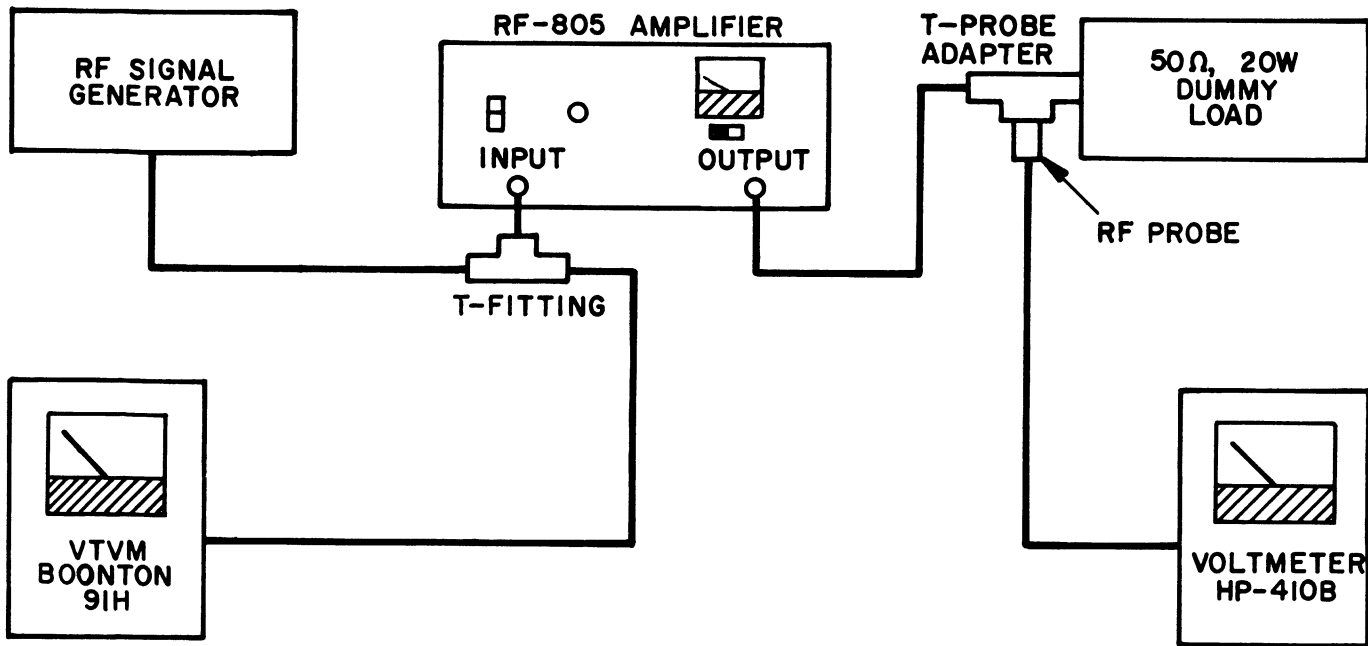 RF SIGNAL
GENERATOR
RF-805 AMPLIFIER
INPUT
OUTPUT
T-PROBE
ADAPTER
50Ω, 20W
DUMMY
LOAD
RF PROBE
T-FITTING
VTVM
BOONTON
91H
VOLTMETER
HP-410B